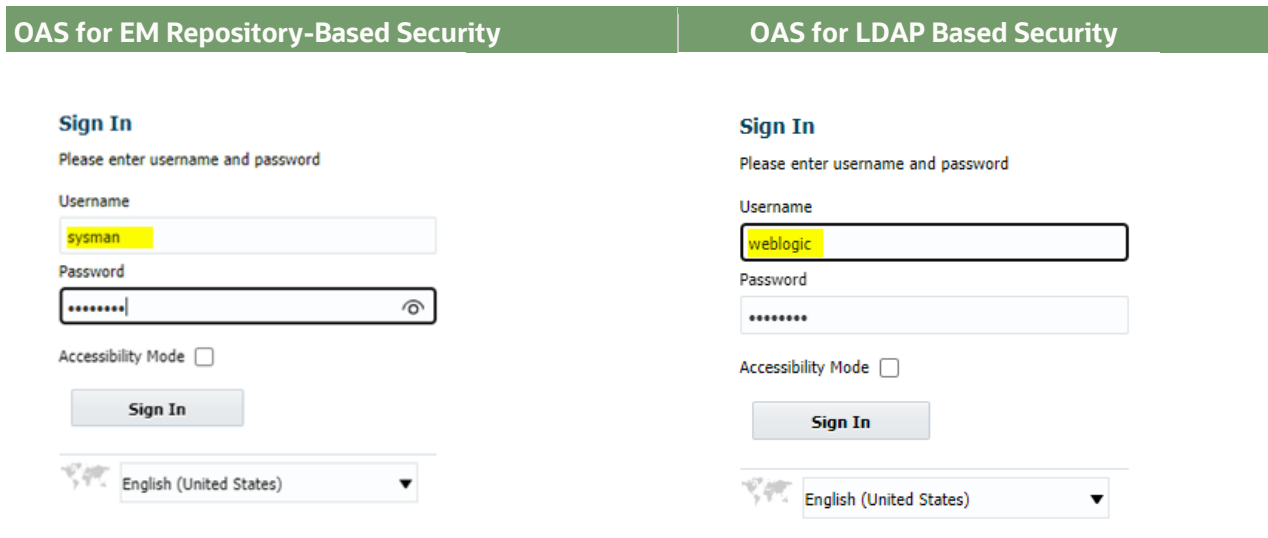 OAS for EM Repository-Based Security
OAS for LDAP Based Security
Sign In
Please enter username and password
Username
sysman
Password
••••••••
Accessibility Mode
Sign In
English (United States)
Sign In
Please enter username and password
Username
weblogic
Password
••••••••
Accessibility Mode
Sign In
English (United States)